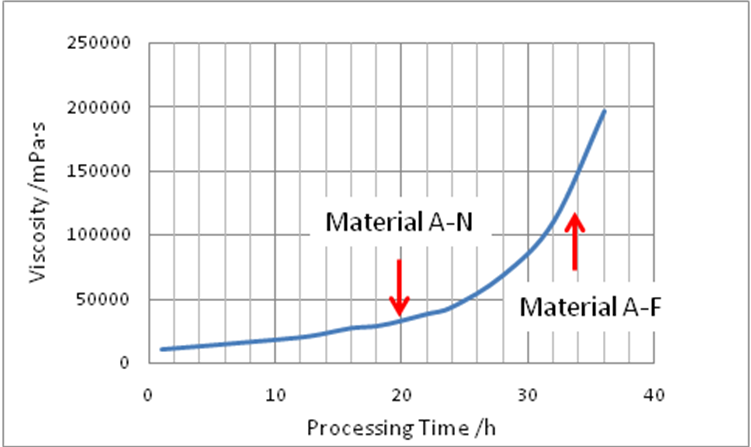 250000
200000
150000
100000
50000
0
Viscosity /mPa·s
Material A-N
Material A-F
0 10 20 30 40
Processing Time /h